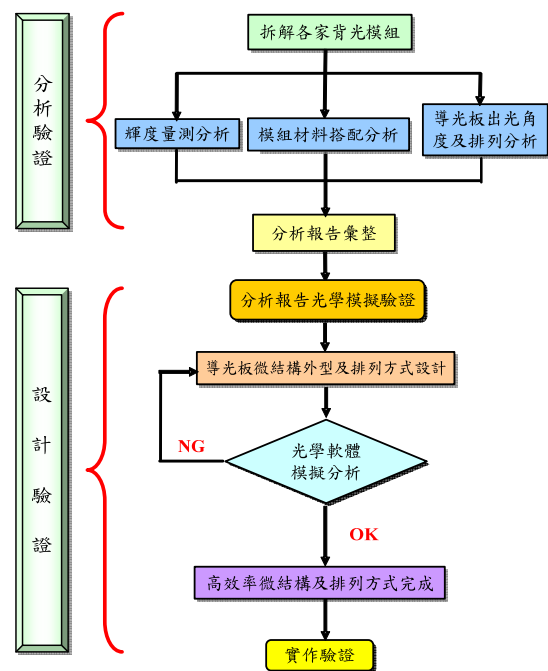 分析驗證
拆解各家背光模組
輝度量測分析
模組材料搭配分析
導光板出光角
度及排列分析
分析報告彙整
設計驗證
分析報告光學模擬驗證
導光板微結構外型及排列方式設計
光學軟體
模擬分析
NG
OK
高效率微結構及排列方式完成
實作驗證